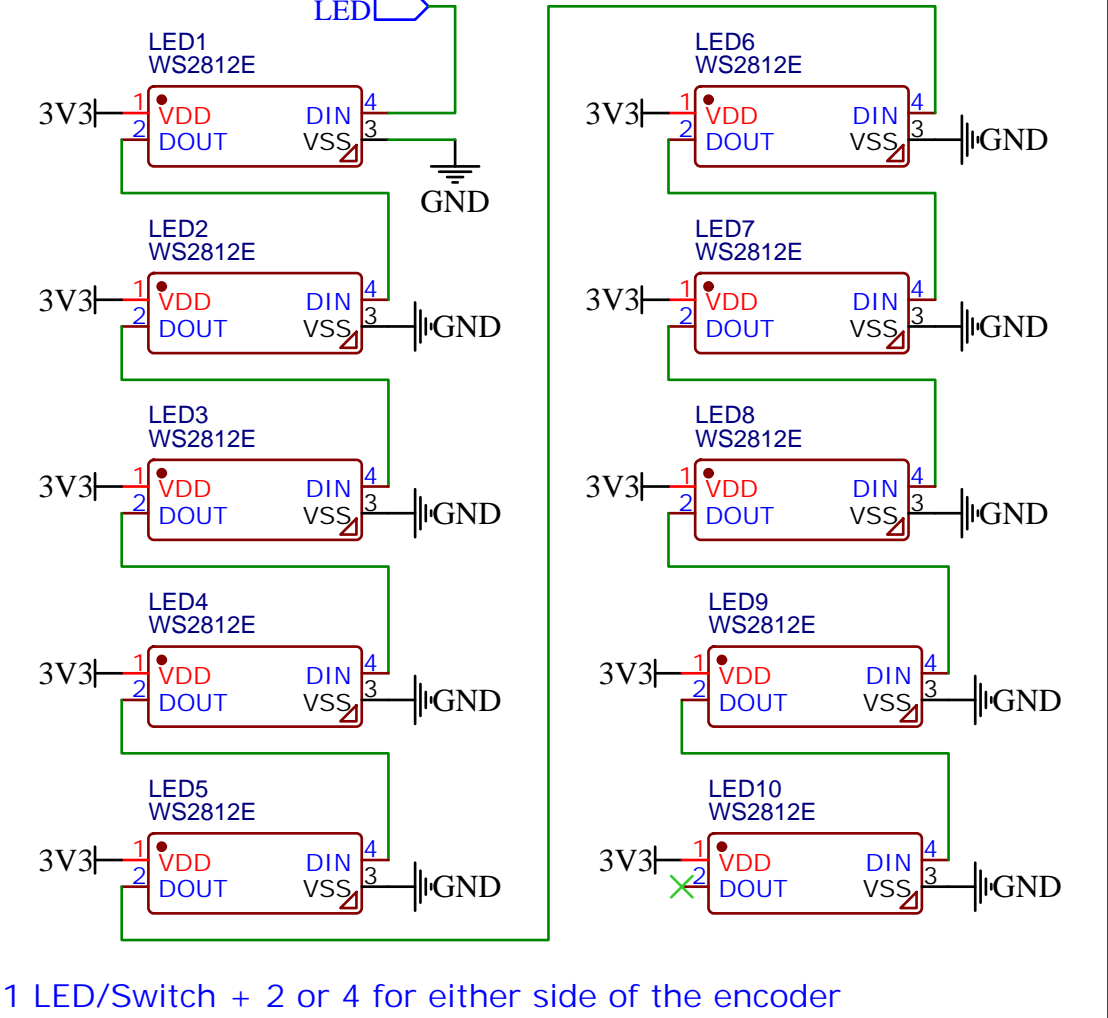 LED
LED1
WS2812E
3V3
1
VDD
DIN
4
2
DOUT
VSS
3
GND
LED2
WS2812E
3V3
1
VDD
DIN
4
2
DOUT
VSS
3
GND
LED3
WS2812E
3V3
1
VDD
DIN
4
2
DOUT
VSS
3
GND
LED4
WS2812E
3V3
1
VDD
DIN
4
2
DOUT
VSS
3
GND
LED5
WS2812E
3V3
1
VDD
DIN
4
2
DOUT
VSS
3
GND
LED6
WS2812E
3V3
1
VDD
DIN
4
2
DOUT
VSS
3
GND
LED7
WS2812E
3V3
1
VDD
DIN
4
2
DOUT
VSS
3
GND
LED8
WS2812E
3V3
1
VDD
DIN
4
2
DOUT
VSS
3
GND
LED9
WS2812E
3V3
1
VDD
DIN
4
2
DOUT
VSS
3
GND
LED10
WS2812E
3V3
1
VDD
DIN
4
2
DOUT
VSS
3
GND
1 LED/Switch + 2 or 4 for either side of the encoder